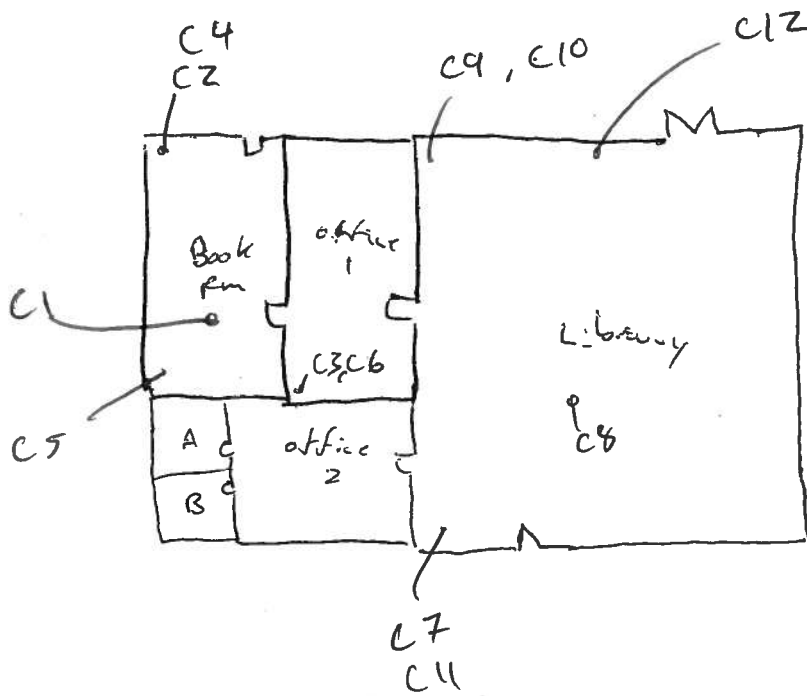 C4
C2
C9, C10
C12
Book
Rm
office
1
C1
Library
C3, C6
C8
C5
A
office
2
B
C7
C11